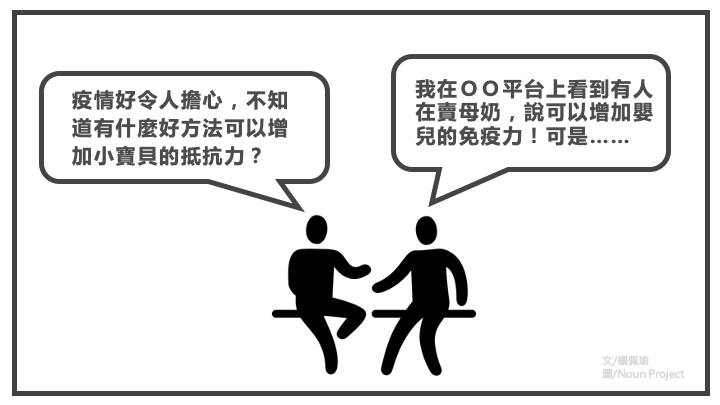 疫情好令人擔心，不知
道有什麼好方法可以增
加小寶貝的抵抗力？
我在ＯＯ平台上看到有人
在賣母奶，說可以增加嬰
兒的免疫力！可是……
文/楊佩瑜
圖/Noun Project